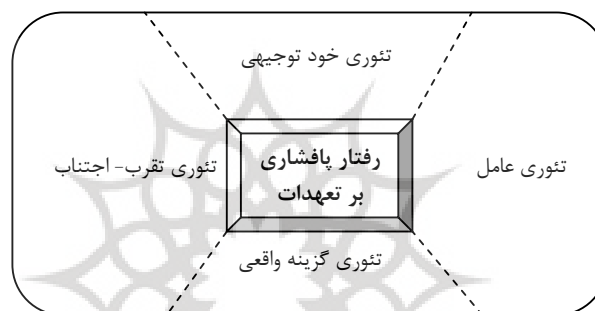 تئوری خود توجیهی
تئوری عامل
رفتار پافشاری
بر تعهدات
تئوری تقرب- اجتناب
تئوری گزینه واقعی